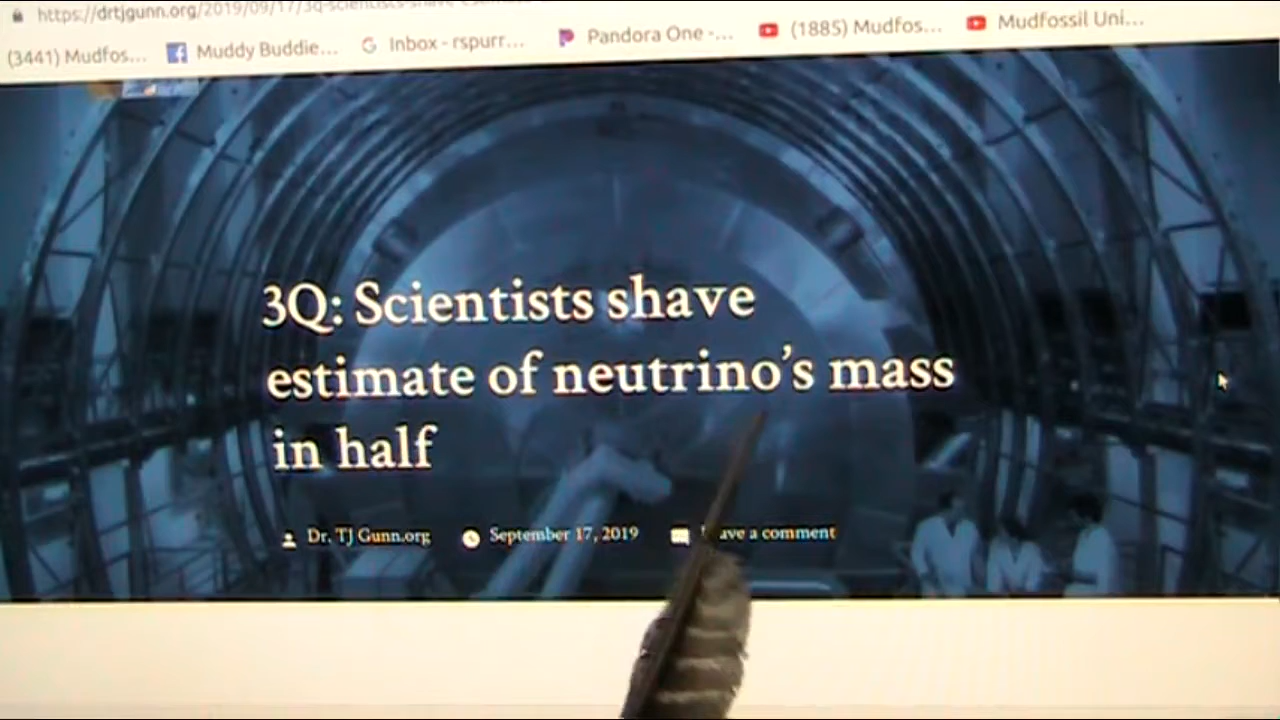 https://drtjgunn.org/2019/09/17/3q-scientists-shave-
(3441) Mudfos... Muddy Buddie... Inbox - rspurr... Pandora One -... (1885) Mudfos... Mudfossil Uni...
3Q: Scientists shave
estimate of neutrino's mass
in half
Dr. TJ Gunn.org September 17, 2019 ave a comment